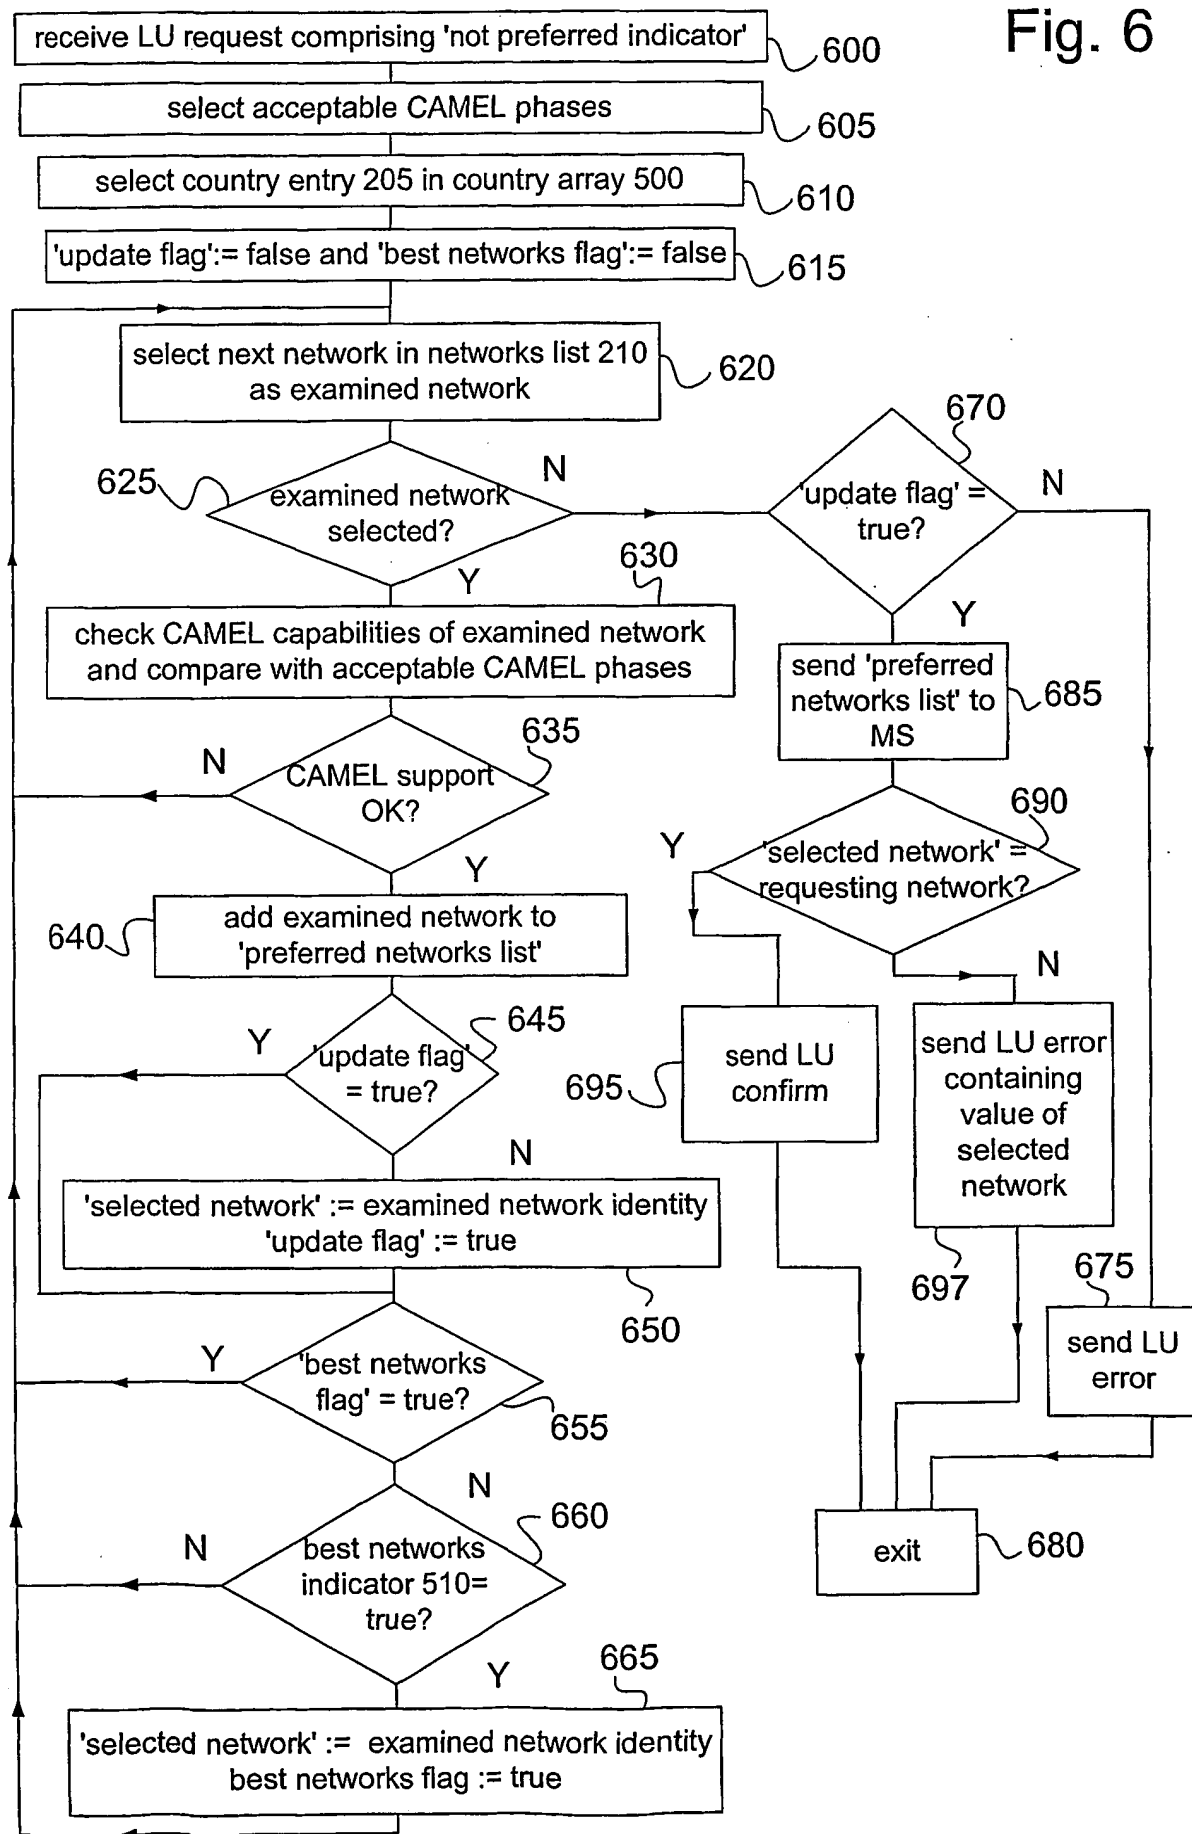 Fig. 6
receive LU request comprising 'not preferred indicator'
600
select acceptable CAMEL phases
605
select country entry 205 in country array 500
610
'update flag':= false and 'best networks flag':= false
615
select next network in networks list 210
as examined network
620
625
examined network
selected?
N
Y
670
'update flag' =
true?
N
Y
630
check CAMEL capabilities of examined network
and compare with acceptable CAMEL phases
send 'preferred
networks list' to
MS
685
635
CAMEL support
OK?
N
Y
690
'selected network' =
requesting network?
Y
N
640
add examined network to
'preferred networks list'
645
'update flag'
= true?
Y
N
695
send LU
confirm
send LU error
containing
value of
selected
network
697
'selected network' := examined network identity
'update flag' := true
650
675
send LU
error
'best networks
flag' = true?
Y
655
N
660
best networks
indicator 510=
true?
N
Y
exit
680
665
'selected network' := examined network identity
best networks flag := true